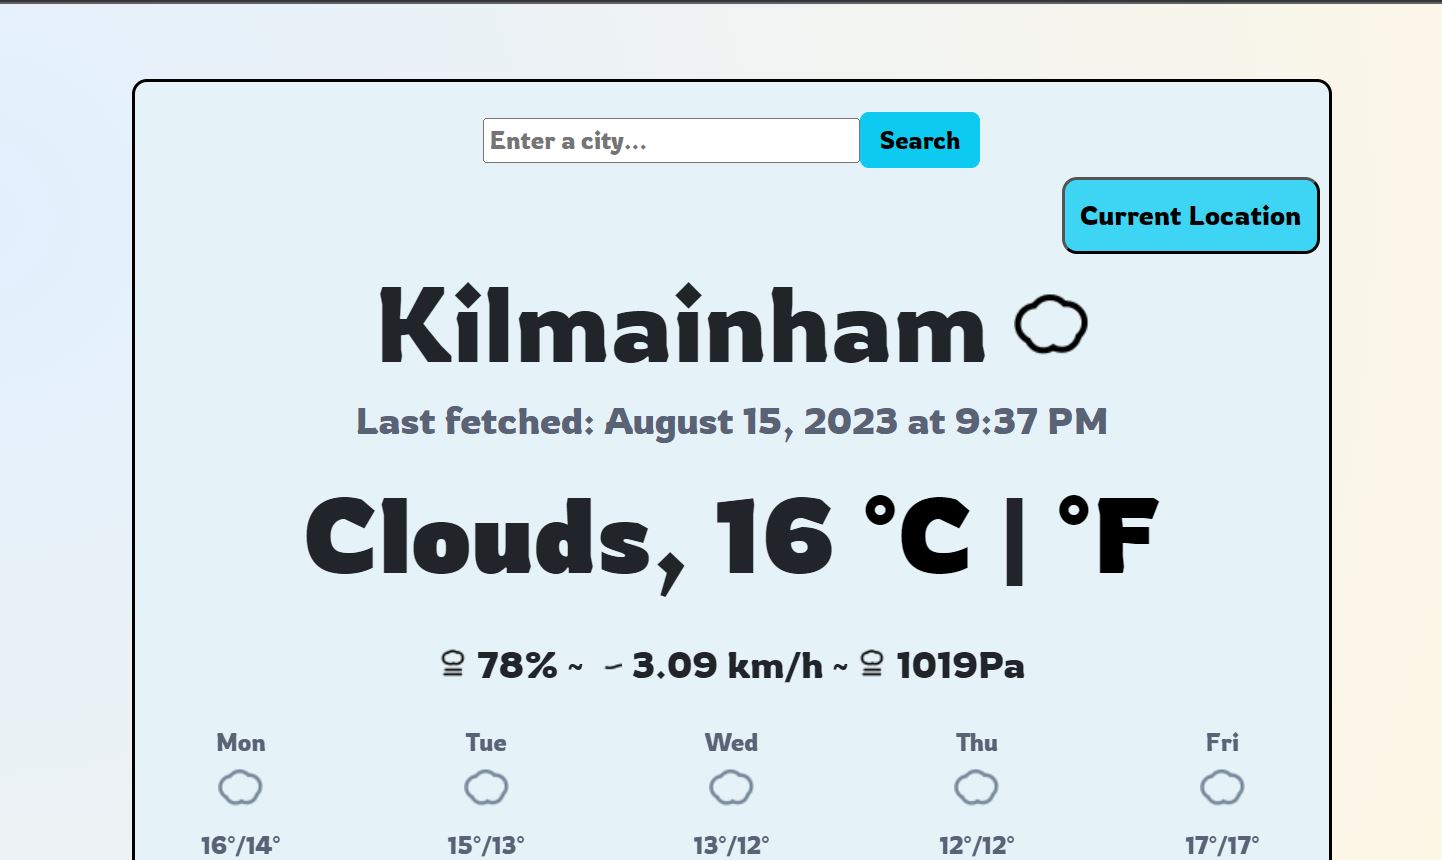 Enter a city...
Search
Current Location
Kilmainham
Last fetched: August 15, 2023 at 9:37 PM
Clouds, 16 °C | °F
78% ~ 3.09 km/h ~ 1019Pa
Mon Tue Wed Thu Fri
16°/14° 15°/13° 13°/12° 12°/12° 17°/17°